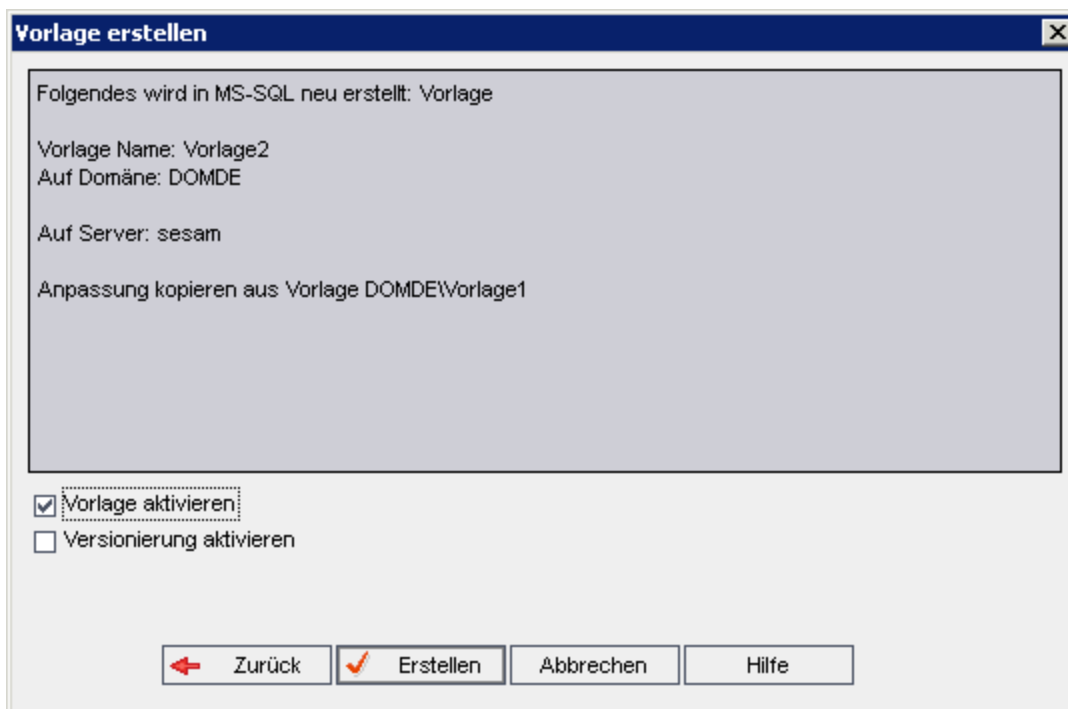 Vorlage erstellen
Folgendes wird in MS-SQL neu erstellt: Vorlage
Vorlage Name: Vorlage2
Auf Domäne: DOMDE
Auf Server: sesam
Anpassung kopieren aus Vorlage DOMDE\Vorlage1
Vorlage aktivieren
Versionierung aktivieren
Zurück Erstellen Abbrechen Hilfe